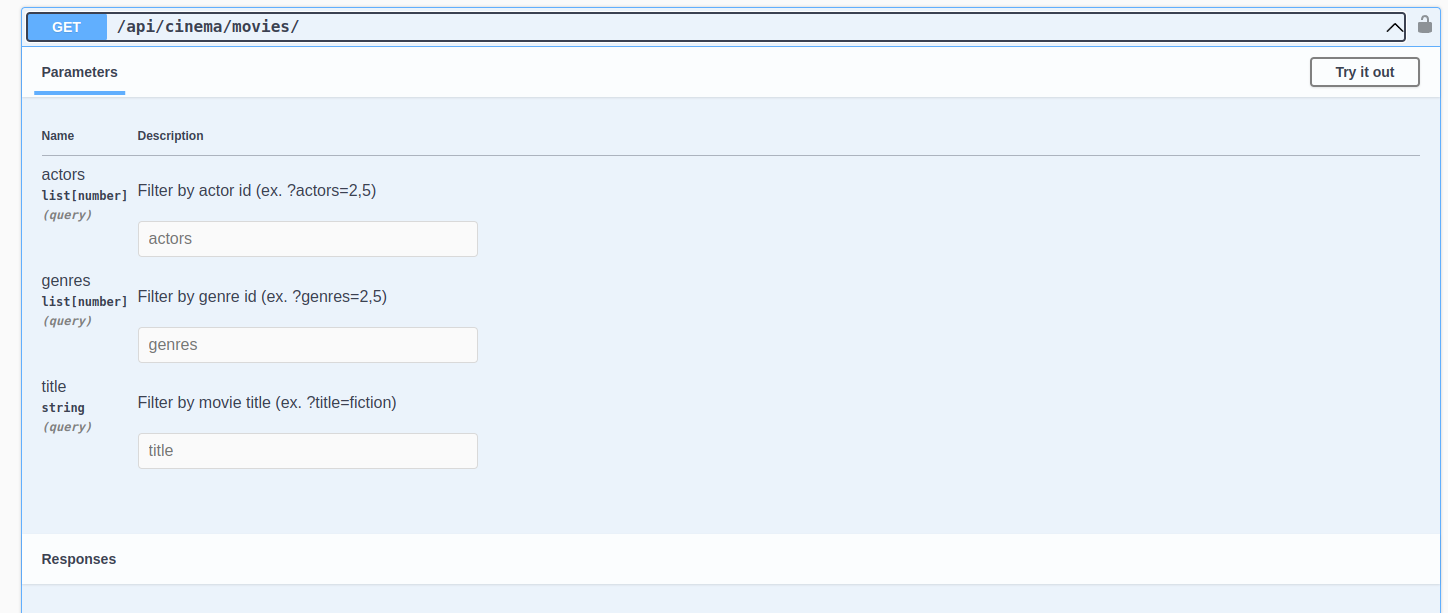 GET /api/cinema/movies/
Parameters Try it out
Name Description
actors
list[number]
(query)
Filter by actor id (ex. ?actors=2,5)
actors
genres
list[number]
(query)
Filter by genre id (ex. ?genres=2,5)
genres
title
string
(query)
Filter by movie title (ex. ?title=fiction)
title
Responses